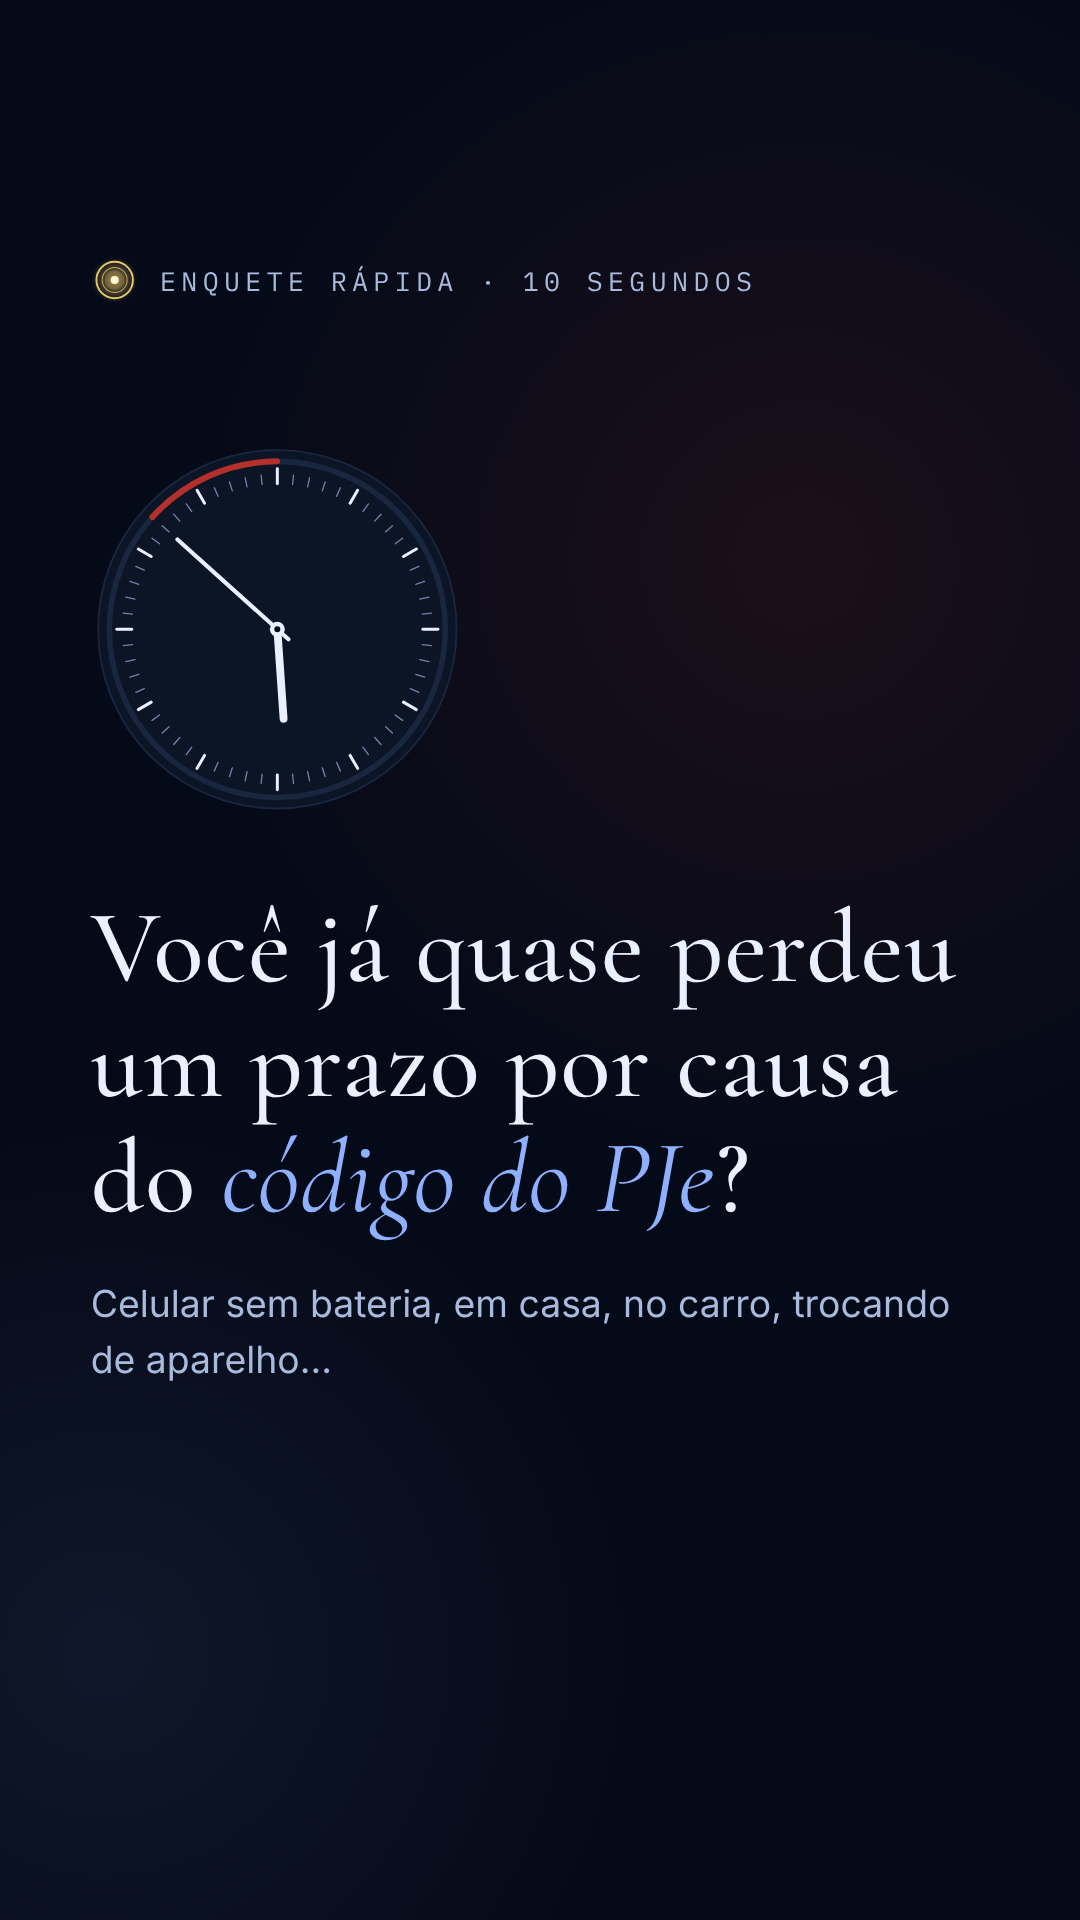 ENQUETE RÁPIDA · 10 SEGUNDOS
Você já quase perdeu
um prazo por causa
do código do PJe?
Celular sem bateria, em casa, no carro, trocando
de aparelho...